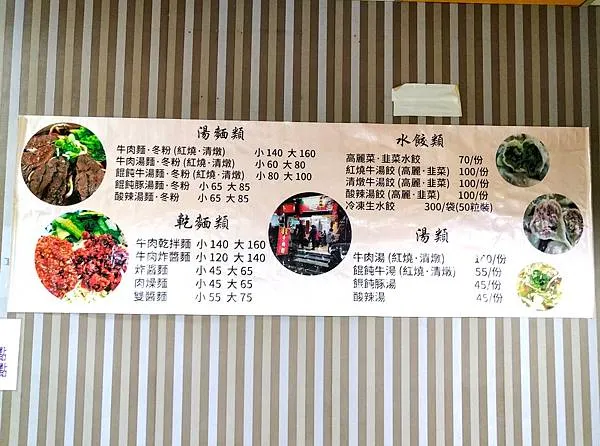 湯麵類
牛肉麵·冬粉(紅燒·清燉) 小 140 大 160
牛肉湯麵·冬粉(紅燒·清燉) 小 60 大 80
餛飩牛湯麵·冬粉(紅燒·清燉) 小 80 大 100
餛飩豚湯麵·冬粉 小 65 大 85
酸辣湯麵·冬粉 小 65 大 85
乾麵類
牛肉乾拌麵 小 140 大 160
牛肉炸醬麵 小 120 大 140
炸醬麵 小 45 大 65
肉燥麵 小 45 大 65
雙醬麵 小 55 大 75
水餃類
高麗菜·韭菜水餃 70/份
紅燒牛湯餃(高麗·韭菜) 100/份
清燉牛湯餃(高麗·韭菜) 100/份
酸辣湯餃(高麗·韭菜) 100/份
冷凍生水餃 300/袋(50粒裝)
湯類
牛肉湯(紅燒·清燉) 100/份
餛飩牛湯(紅燒·清燉) 55/份
餛飩豚湯 45/份
酸辣湯 45/份